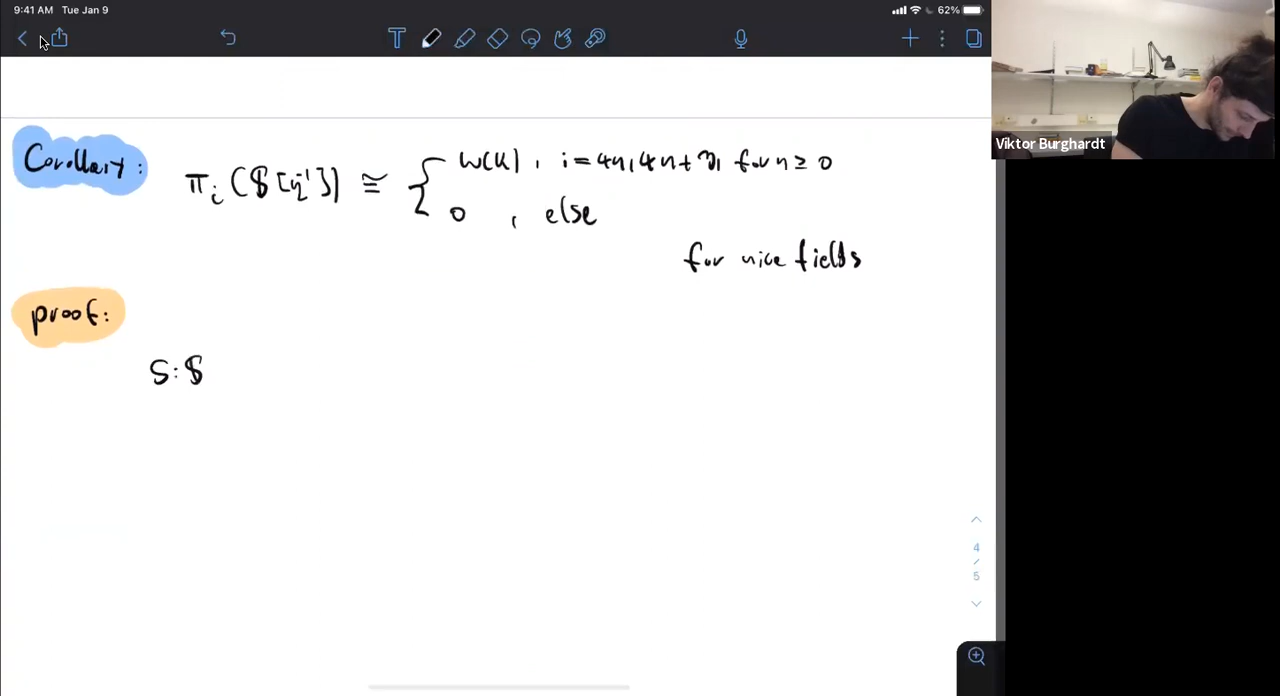 9:41 AM Tue Jan 9
62%
Viktor Burghardt
Corollary:
π_i($[η⁻¹]) ≅ { W(k), i = 4n, 4n+3, for n ≥ 0
0, else
for nice fields
proof:
S: $
4
/
5